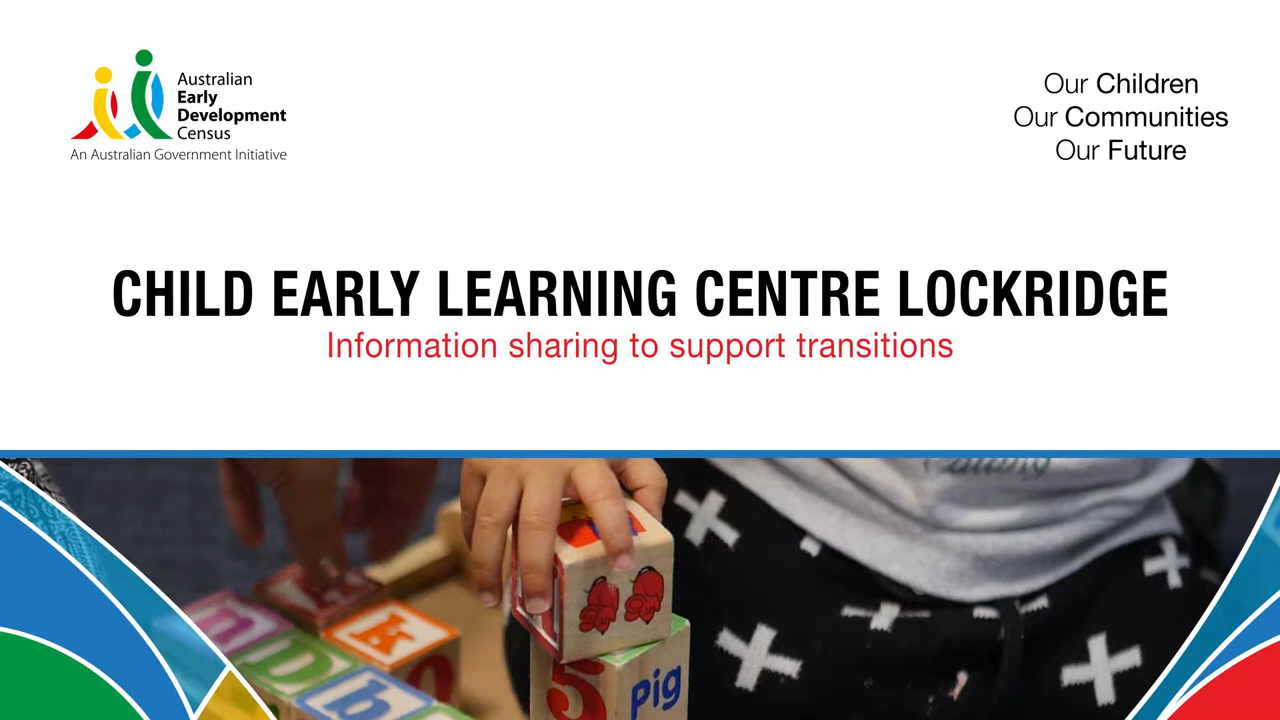 Australian
Early
Development
Census
An Australian Government Initiative
Our Children
Our Communities
Our Future
CHILD EARLY LEARNING CENTRE LOCKRIDGE
Information sharing to support transitions
n
k
D
b
5
Pig